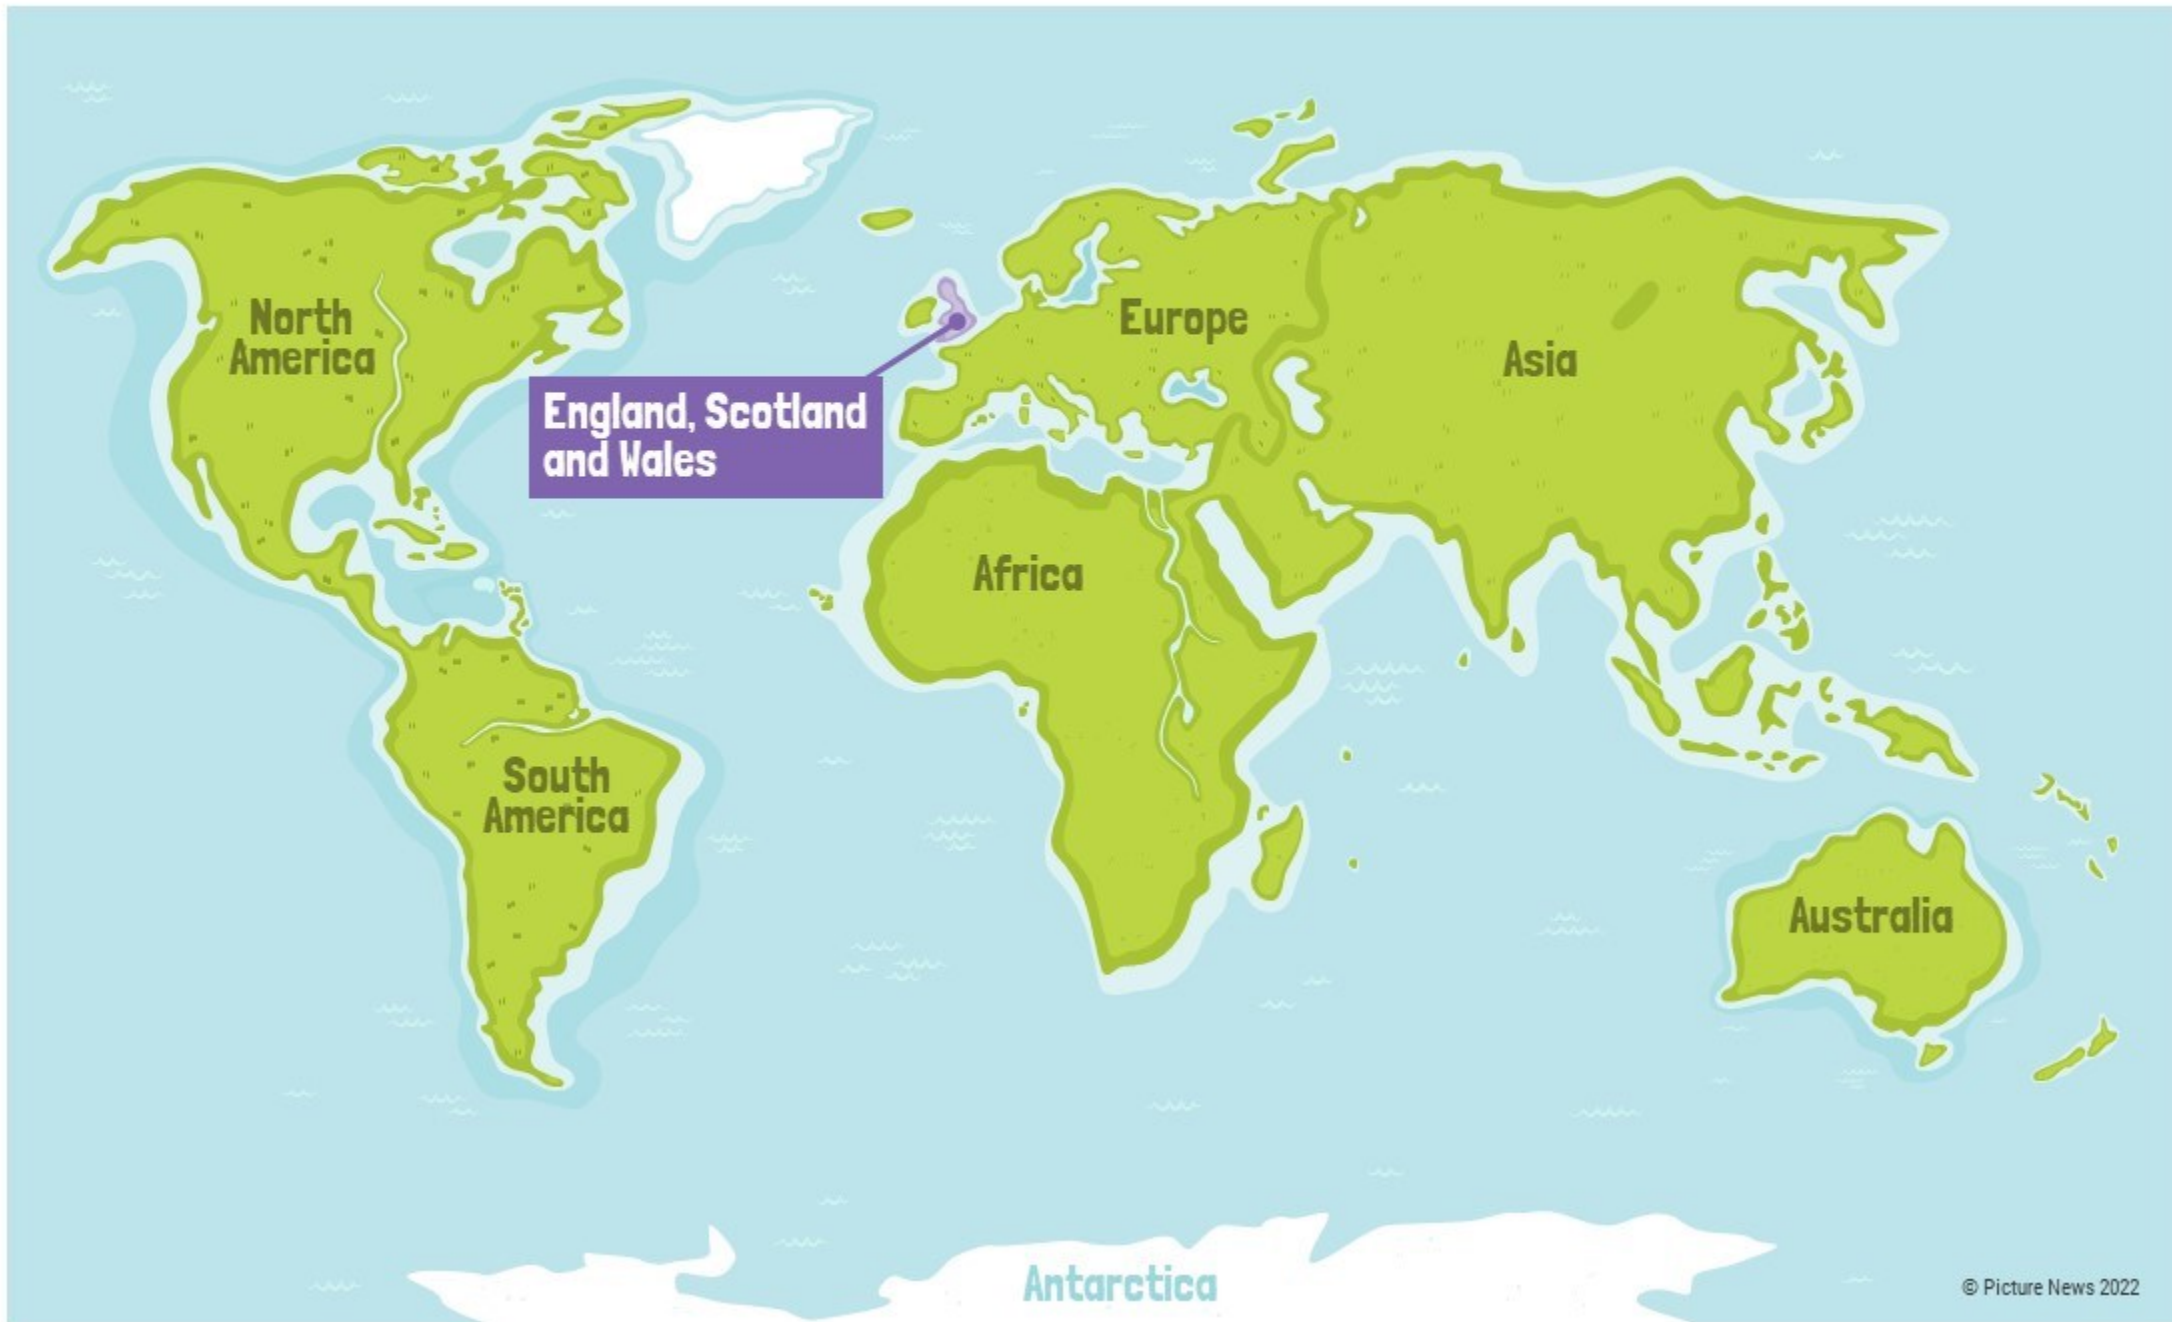 North
America
Europe
Asia
England, Scotland
and Wales
Africa
South
America
Australia
Antarctica
© Picture News 2022